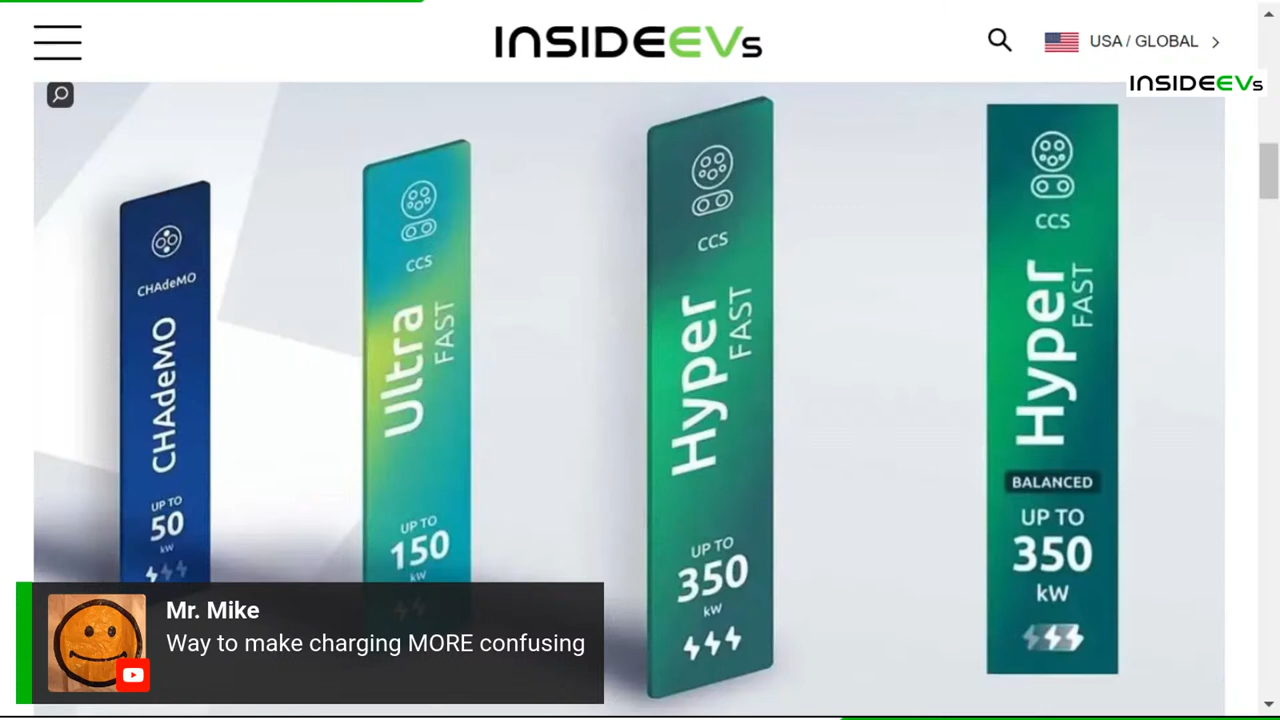 INSIDEEVs
USA / GLOBAL
INSIDEEVs
CHAdeMO
CHAdeMO
UP TO
50
kW
CCS
Ultra
FAST
UP TO
150
kW
CCS
Hyper
FAST
UP TO
350
kW
CCS
Hyper
FAST
BALANCED
UP TO
350
kW
Mr. Mike
Way to make charging MORE confusing